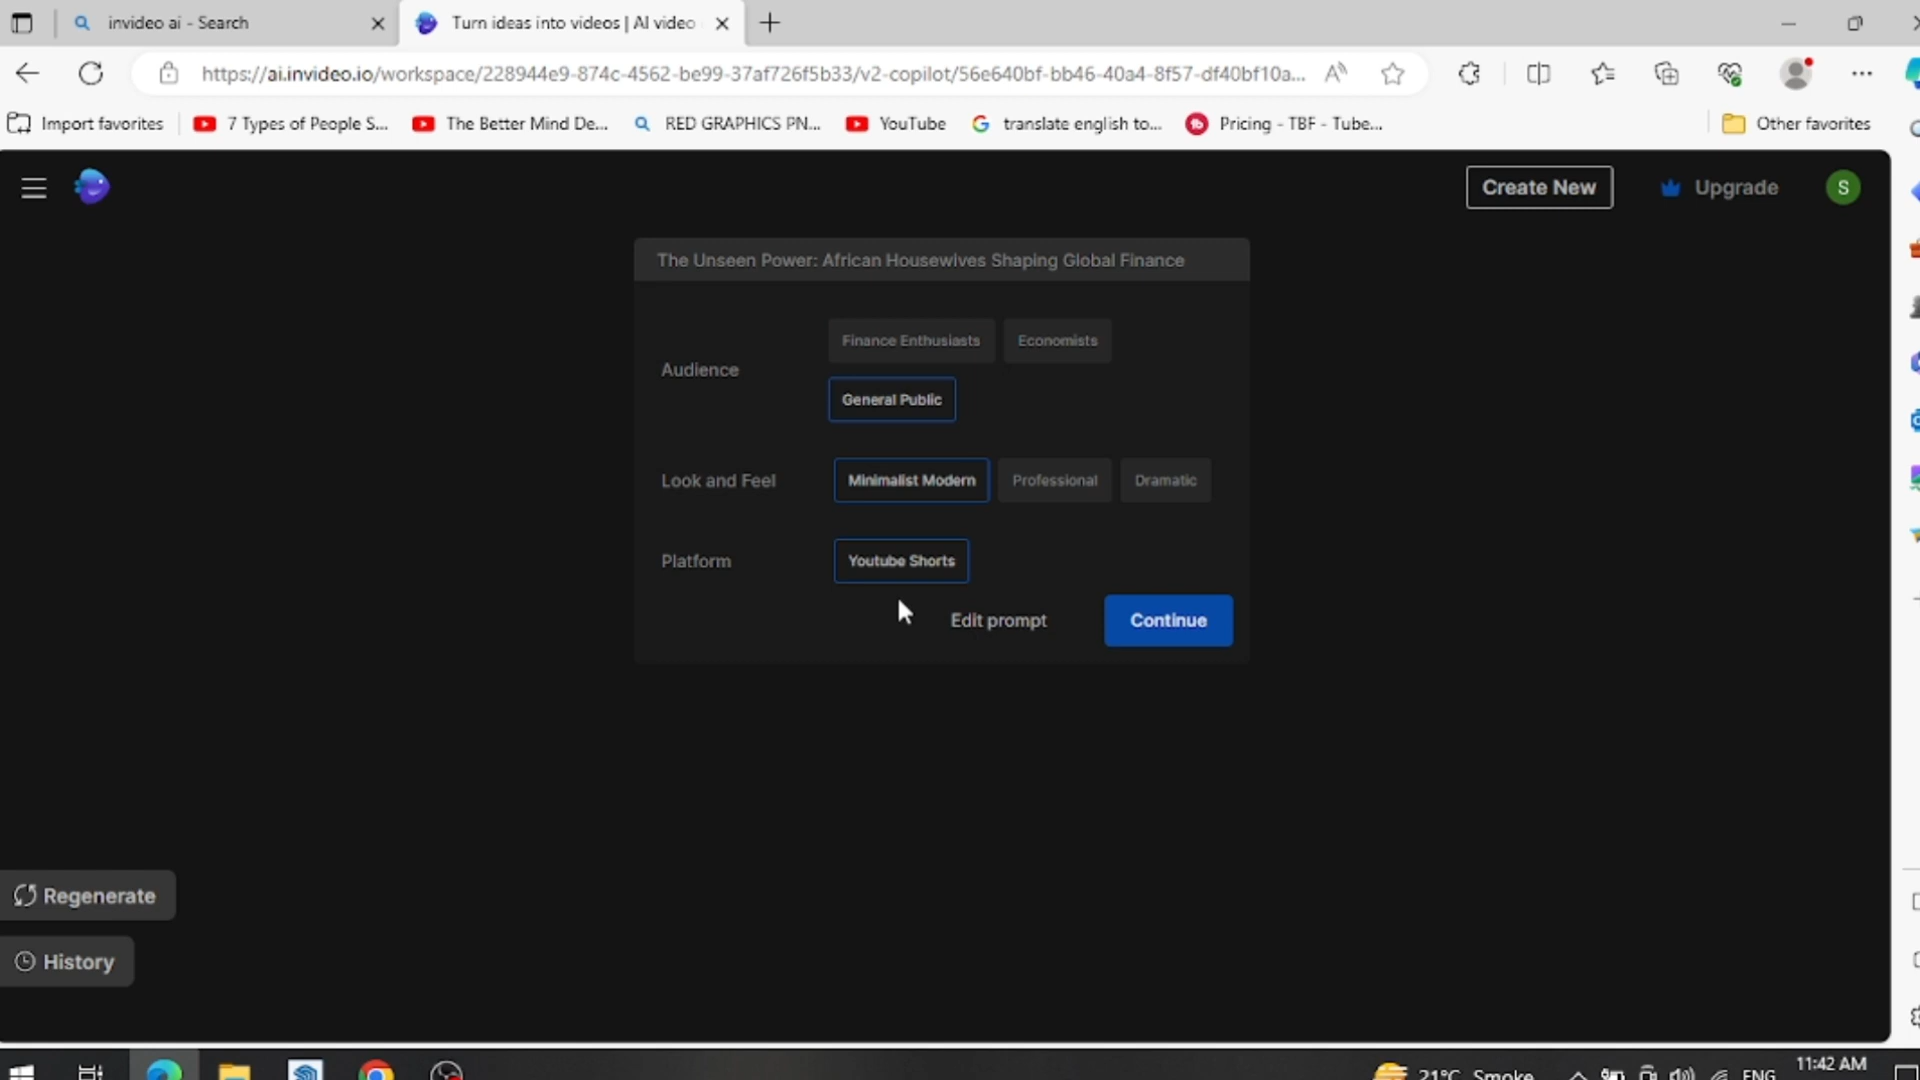 invideo ai - Search
Turn ideas into videos | AI video
https://ai.invideo.io/workspace/228944e9-874c-4562-be99-37af726f5b33/v2-copilot/56e640bf-bb46-40a4-8f57-df40bf10a...
Import favorites
7 Types of People S...
The Better Mind De...
RED GRAPHICS PN...
YouTube
translate english to...
Pricing - TBF - Tube...
Other favorites
Create New
Upgrade
S
The Unseen Power: African Housewives Shaping Global Finance
Audience
Finance Enthusiasts
Economists
General Public
Look and Feel
Minimalist Modern
Professional
Dramatic
Platform
Youtube Shorts
Edit prompt
Continue
Regenerate
History
21°C Smoke
ENG
11:42 AM